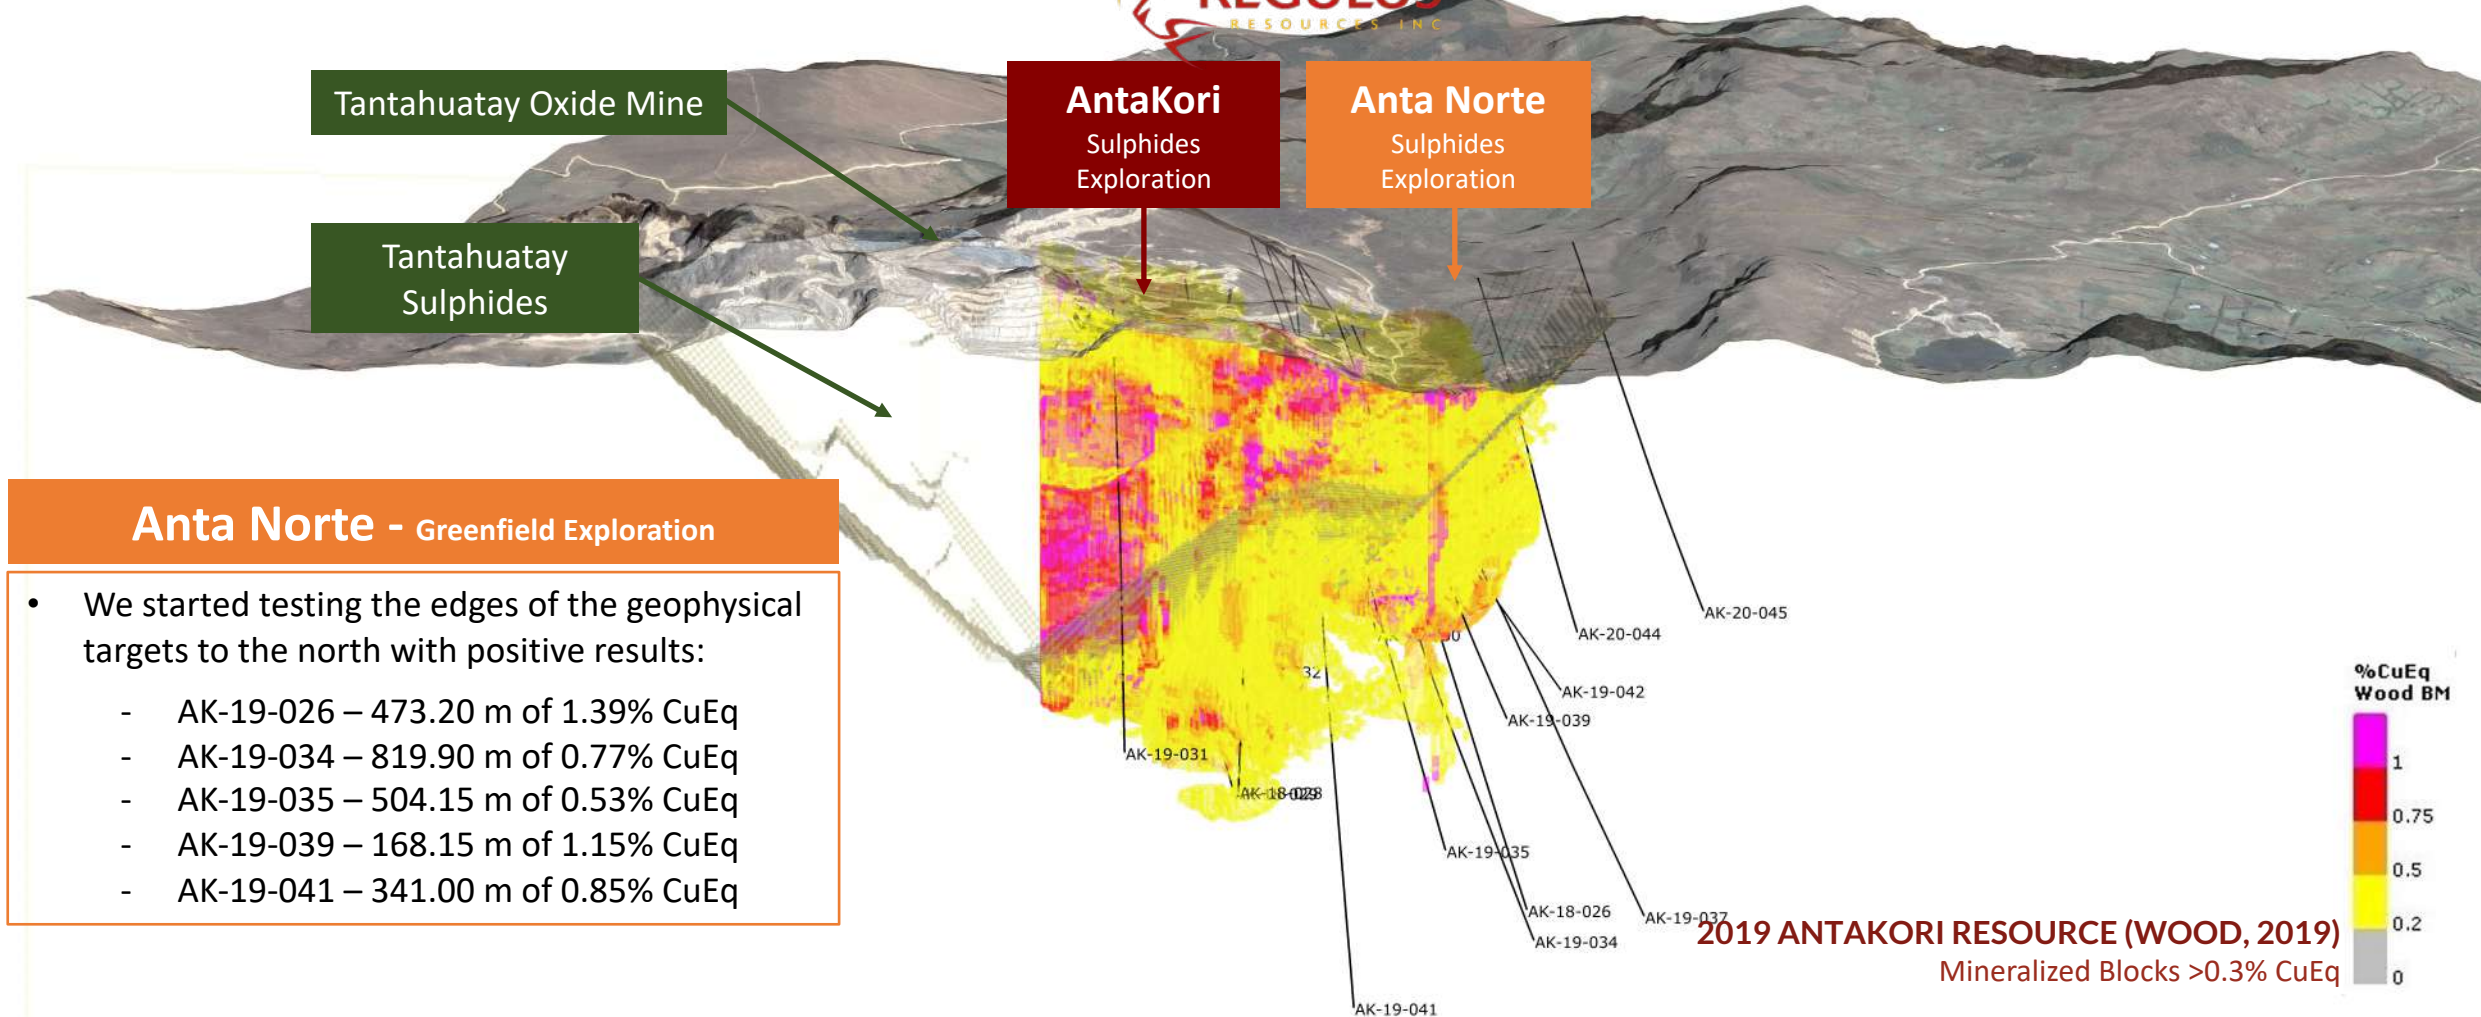 REGULUS
RESOURCES INC
Tantahuatay Oxide Mine
AntaKori
Sulphides
Exploration
Anta Norte
Sulphides
Exploration
Tantahuatay
Sulphides
Anta Norte - Greenfield Exploration
• We started testing the edges of the geophysical
targets to the north with positive results:
- AK-19-026 – 473.20 m of 1.39% CuEq
- AK-19-034 – 819.90 m of 0.77% CuEq
- AK-19-035 – 504.15 m of 0.53% CuEq
- AK-19-039 – 168.15 m of 1.15% CuEq
- AK-19-041 – 341.00 m of 0.85% CuEq
AK-20-045
AK-20-044
32
AK-19-042
AK-19-039
AK-19-031
AK-19-035
AK-18-026
AK-19-037
AK-19-034
AK-19-041
%CuEq
Wood BM
1
0.75
0.5
0.2
0
2019 ANTAKORI RESOURCE (WOOD, 2019)
Mineralized Blocks >0.3% CuEq